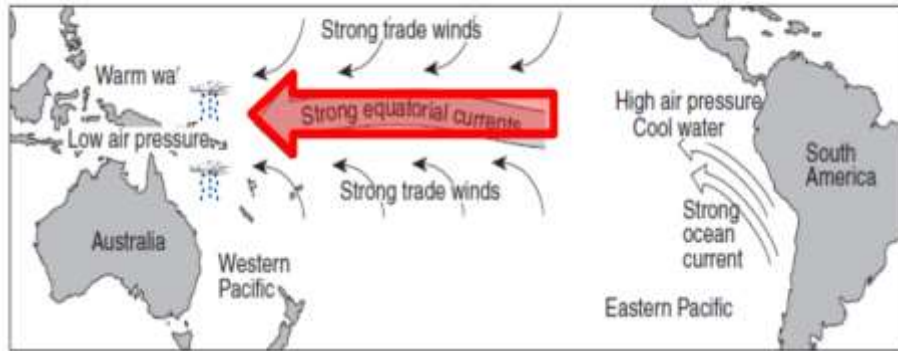 Strong trade winds
Warm wa
Strong equatorial currents
Low air pressure
Strong trade winds
Australia
Western
Pacific
High air pressure
Cool water
South
America
Strong
ocean
current
Eastern Pacific